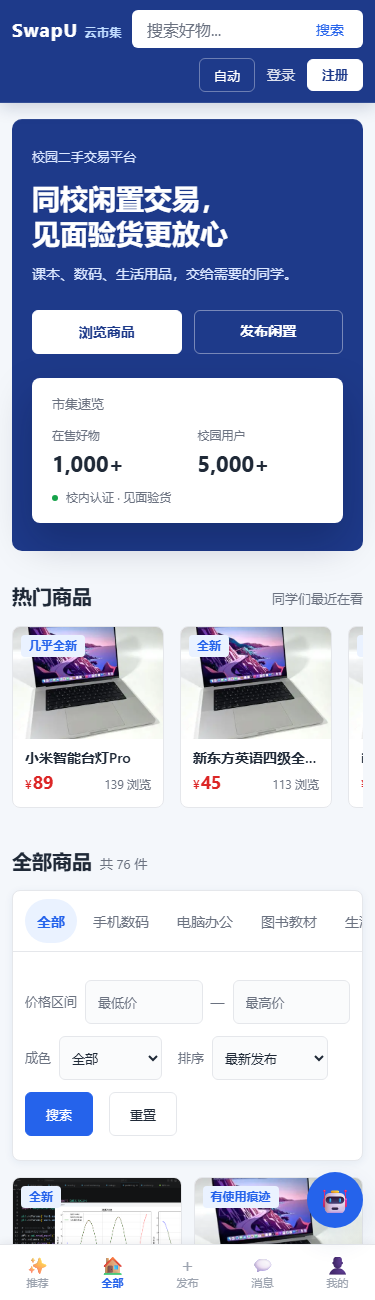 SwapU 云市集
搜索好物...
搜索
自动
登录
注册
校园二手交易平台
同校闲置交易，
见面验货更放心
课本、数码、生活用品，交给需要的同学。
浏览商品
发布闲置
市集速览
在售好物
校园用户
1,000+
5,000+
校内认证 · 见面验货
热门商品
同学们最近在看
几乎全新
全新
小米智能台灯Pro
新东方英语四级全...
¥89
139 浏览
¥45
113 浏览
全部商品 共 76 件
全部
手机数码
电脑办公
图书教材
价格区间
最低价
—
最高价
成色
全部
排序
最新发布
搜索
重置
全新
有使用痕迹
推荐
全部
+
发布
消息
我的